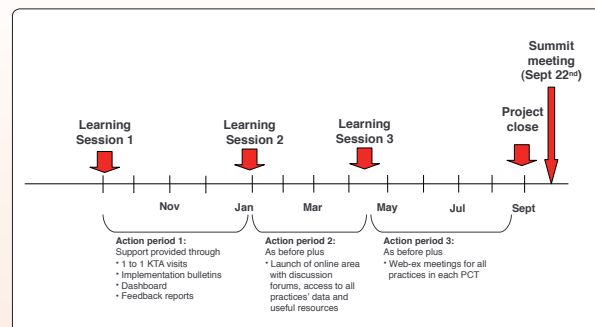 Summit
meeting
(Sept 22nd)
Project
close
Learning
Session 1
Learning
Session 2
Learning
Session 3
Nov
Jan
Mar
May
Jul
Sept
Action period 1:
Support provided through
• 1 to 1 KTA visits
• Implementation bulletins
• Dashboard
• Feedback reports
Action period 2:
As before plus
• Launch of online area
with discussion
forums, access to all
practices' data and
useful resources
Action period 3:
As before plus
• Web-ex meetings for all
practices in each PCT